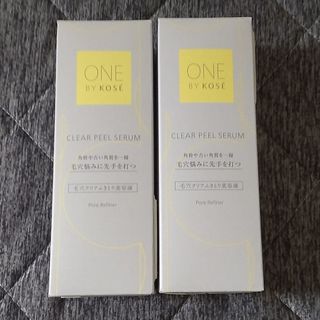 ONE
BY KOSÉ
CLEAR PEEL SERUM
角栓や古い角質を一掃
毛穴悩みに先手を打つ
毛穴クリアふきとり美容液
Pore Refiner
ONE
BY KOSÉ
CLEAR PEEL SERUM
角栓や古い角質を一掃
毛穴悩みに先手を打つ
毛穴クリアふきとり美容液
Pore Refiner